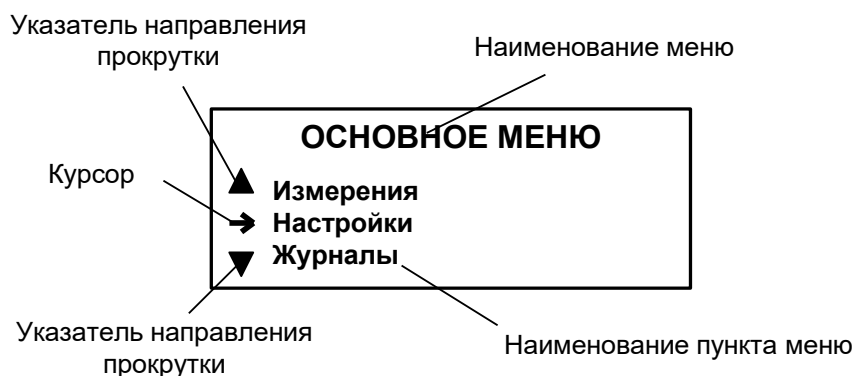 Указатель направления
прокрутки
Наименование меню
ОСНОВНОЕ МЕНЮ
Курсор
Измерения
Настройки
Журналы
Указатель направления
прокрутки
Наименование пункта меню